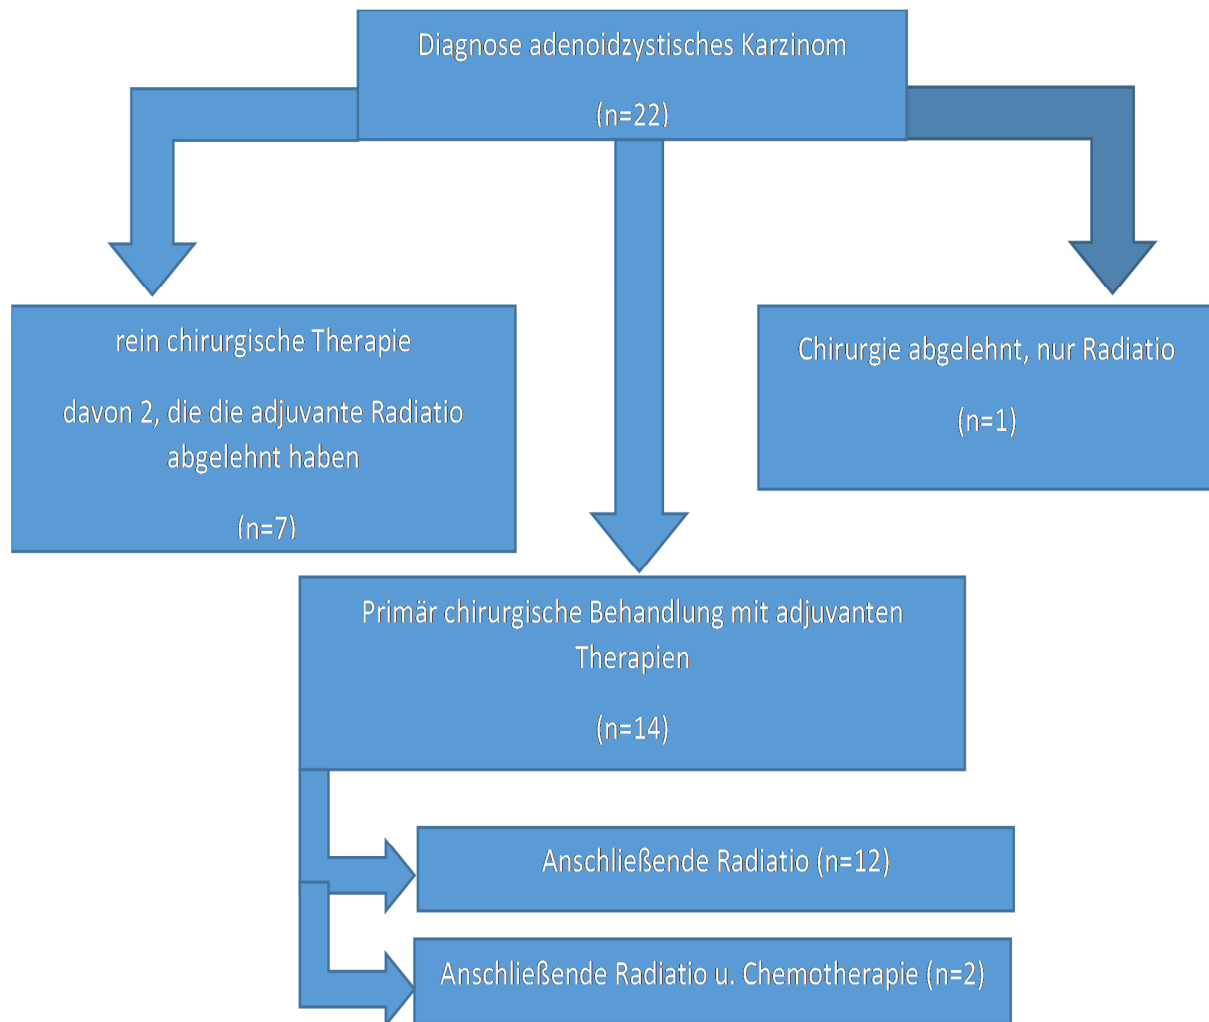 Diagnose adenoidzystisches Karzinom
(n=22)
rein chirurgische Therapie
davon 2, die die adjuvante Radiatio
abgelehnt haben
(n=7)
Chirurgie abgelehnt, nur Radiatio
(n=1)
Primär chirurgische Behandlung mit adjuvanten
Therapien
(n=14)
Anschließende Radiatio (n=12)
Anschließende Radiatio u. Chemotherapie (n=2)